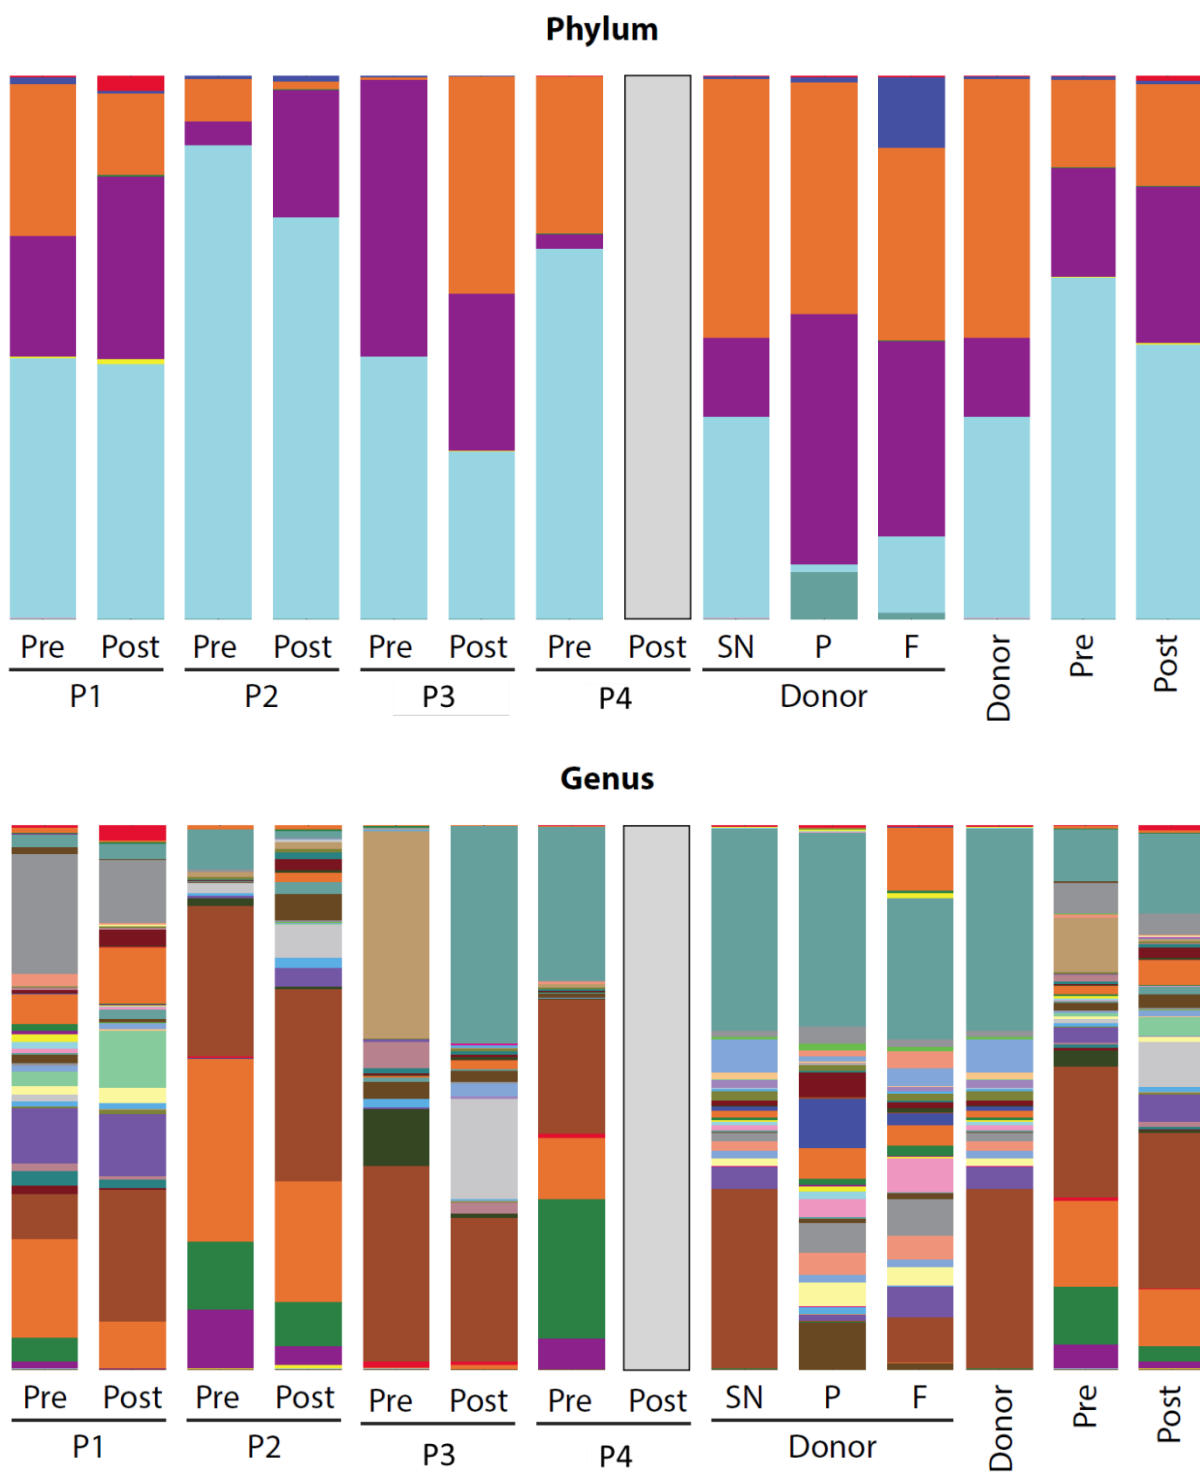 Phylum
Pre Post Pre Post Pre Post Pre Post SN P F Donor Pre Post
P1 P2 P3 P4 Donor
Genus
Pre Post Pre Post Pre Post Pre Post SN P F Donor Pre Post
P1 P2 P3 P4 Donor